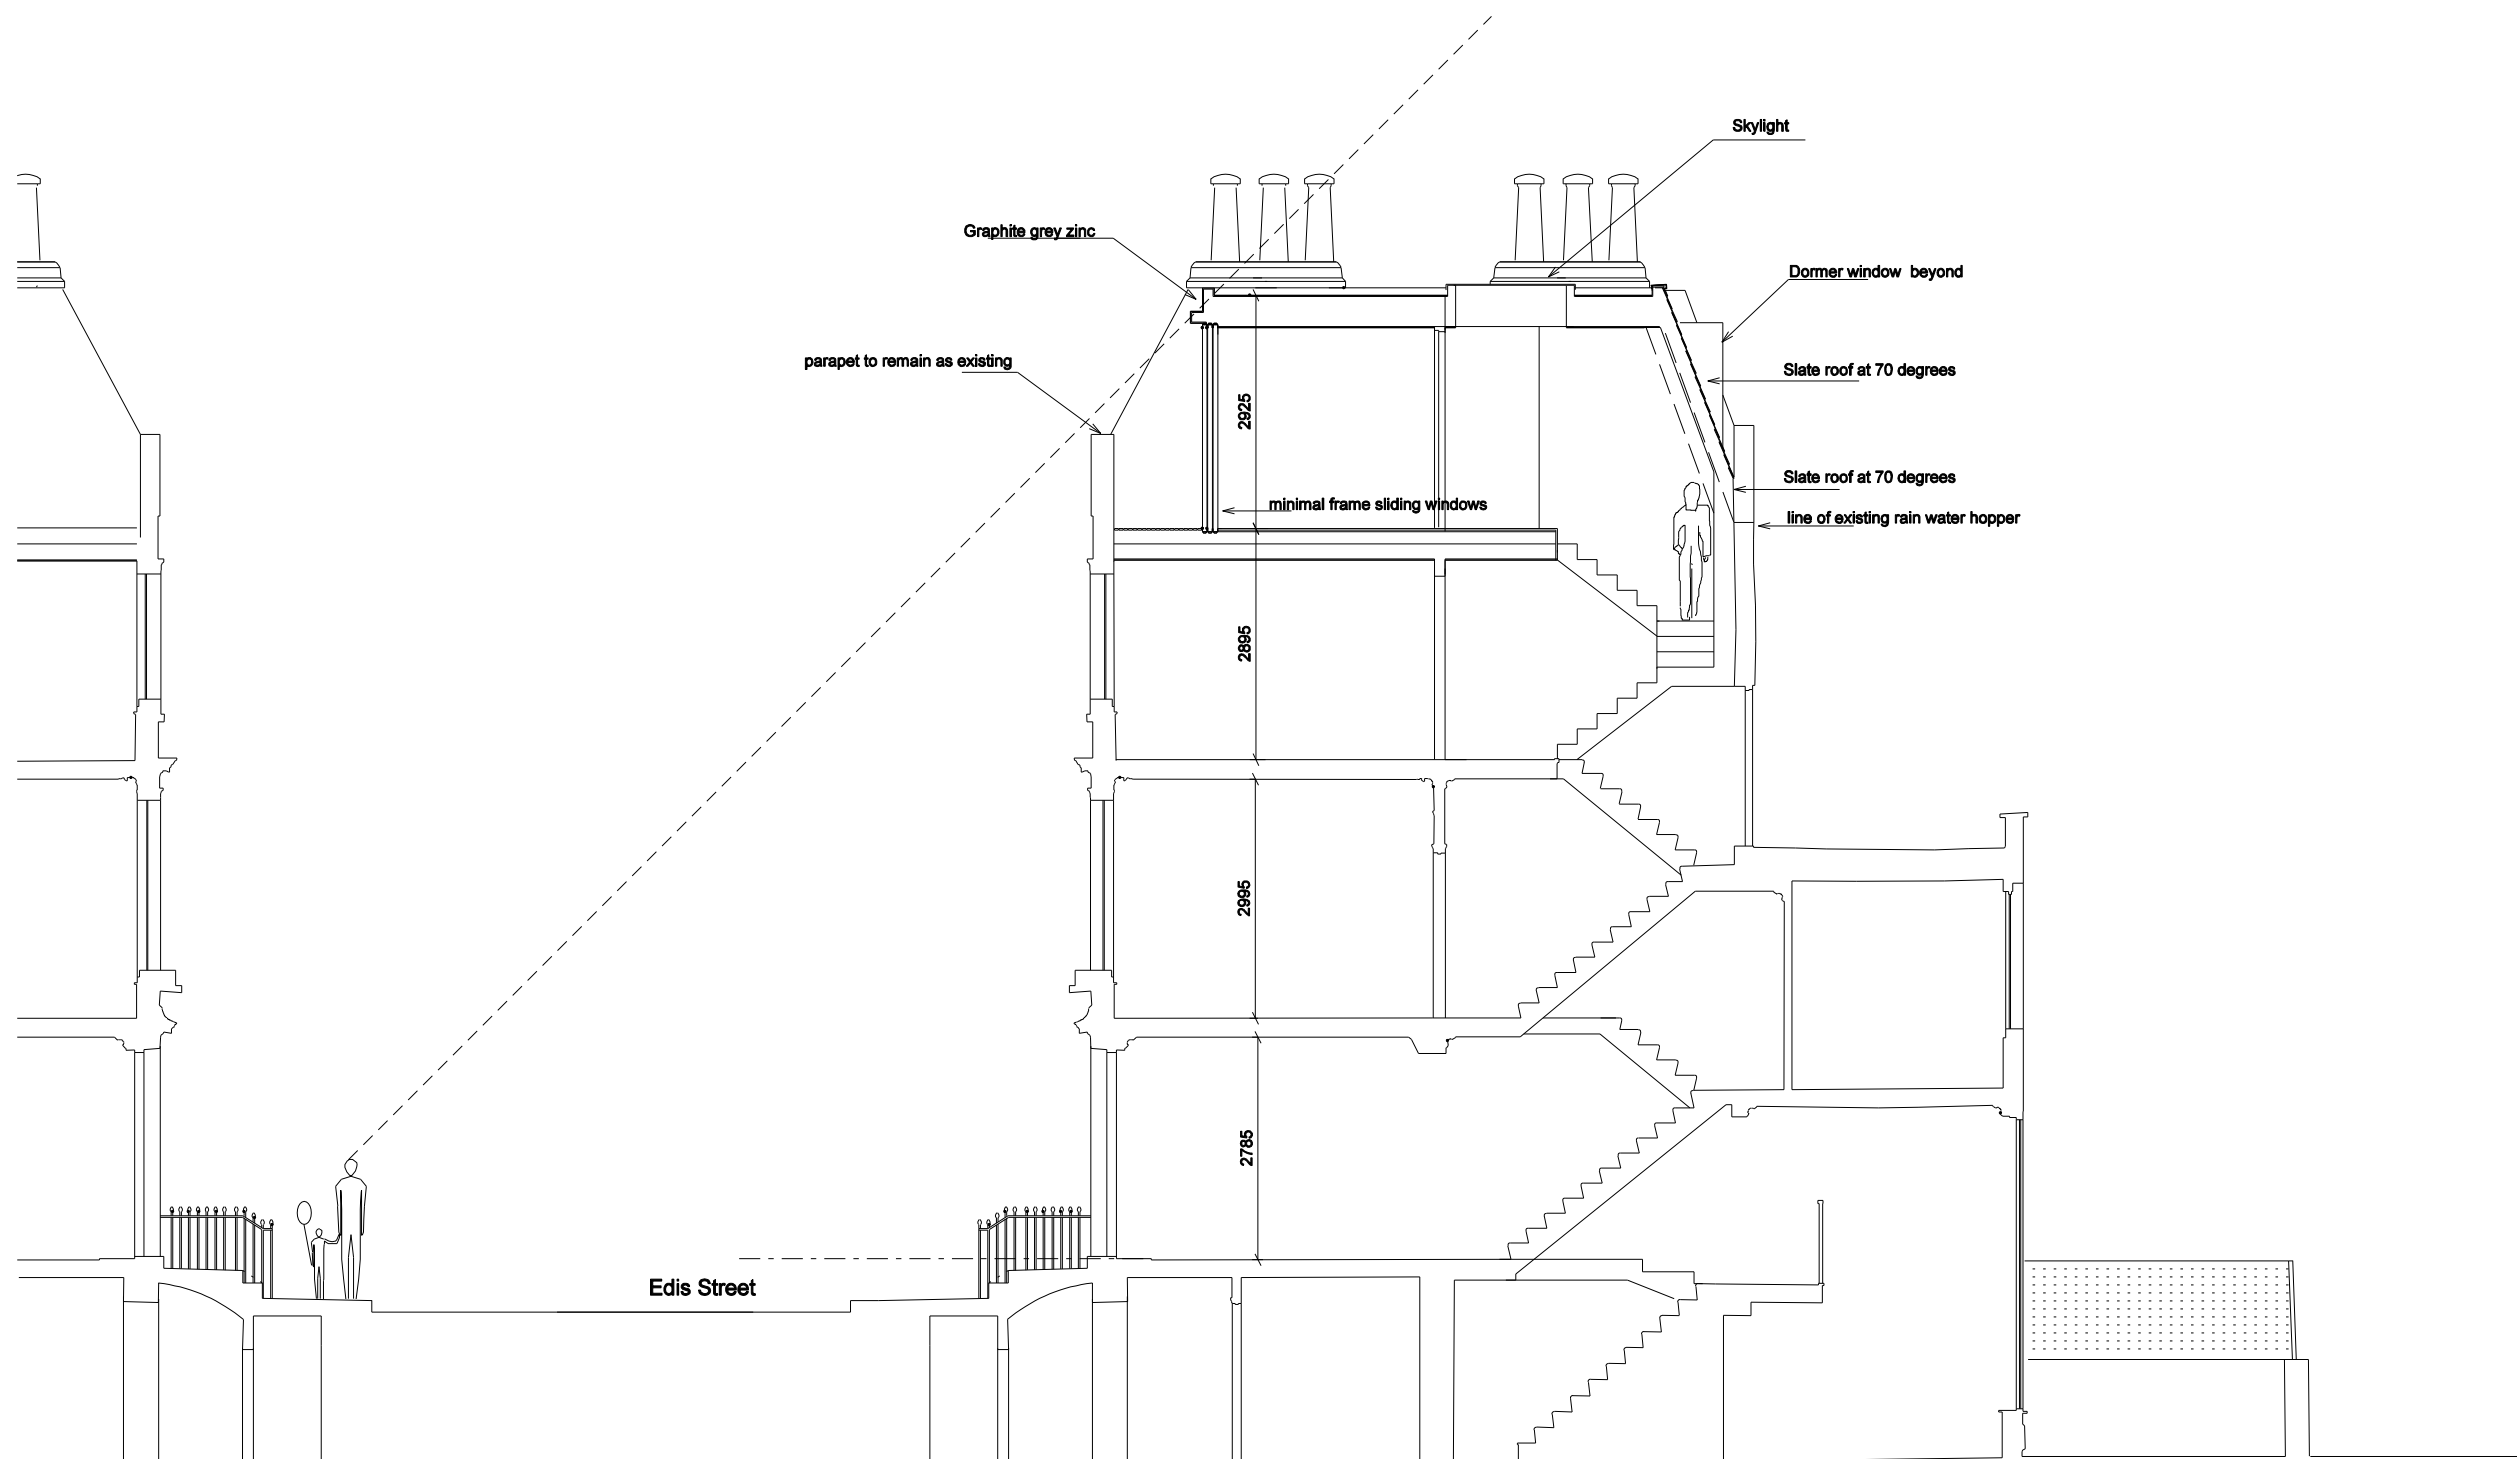 Skylight
Graphite grey zinc
Dormer window beyond
parapet to remain as existing
Slate roof at 70 degrees
2925
Slate roof at 70 degrees
minimal frame sliding windows
line of existing rain water hopper
2895
2995
2785
Edis Street